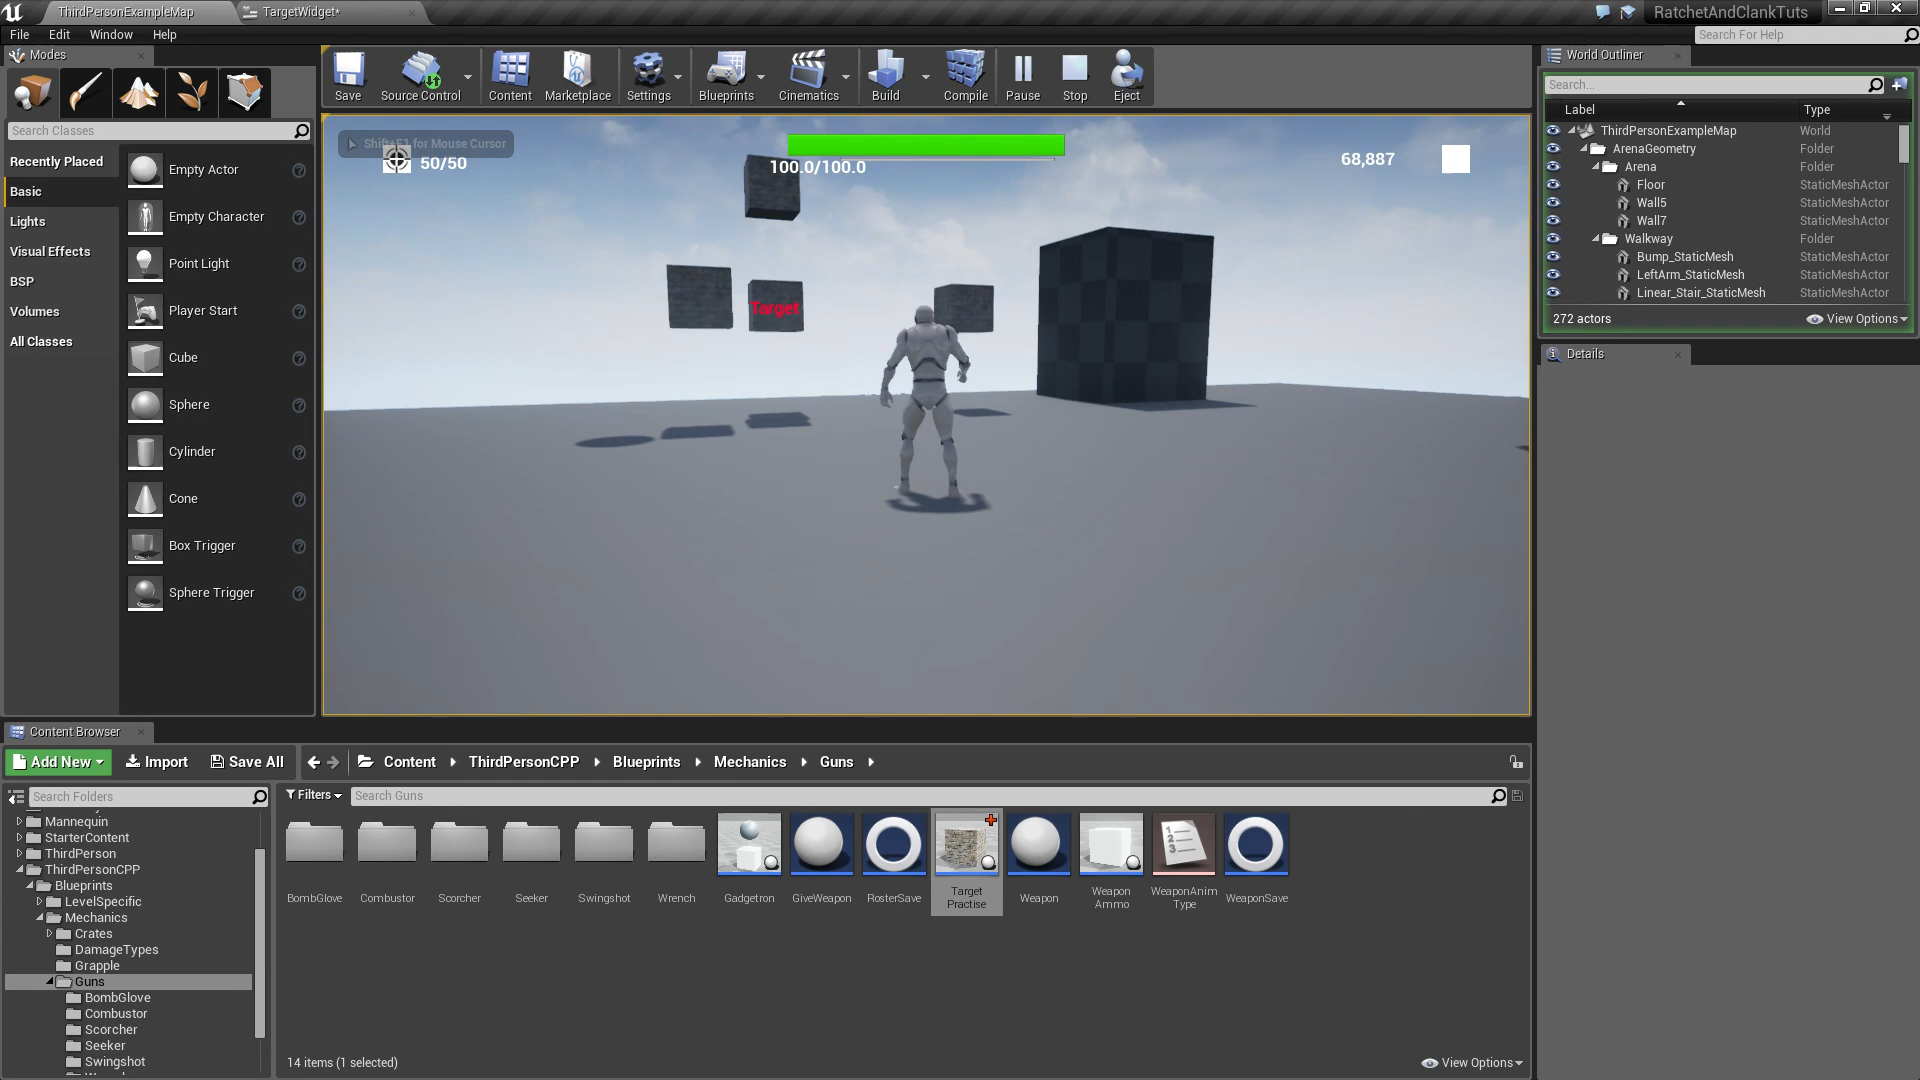 ThirdPersonExampleMap
TargetWidget*
RatchetAndClankTuts
File Edit Window Help
Search For Help
Modes
Search Classes
Recently Placed
Basic
Lights
Visual Effects
BSP
Volumes
All Classes
Empty Actor
Empty Character
Point Light
Player Start
Cube
Sphere
Cylinder
Cone
Box Trigger
Sphere Trigger
Save
Source Control
Content
Marketplace
Settings
Blueprints
Cinematics
Build
Compile
Pause
Stop
Eject
Shift+F1 for Mouse Cursor
50/50
100.0/100.0
68,887
Target
World Outliner
Search...
Label Type
ThirdPersonExampleMap World
ArenaGeometry Folder
Arena Folder
Floor StaticMeshActor
Wall5 StaticMeshActor
Wall7 StaticMeshActor
Walkway Folder
Bump_StaticMesh StaticMeshActor
LeftArm_StaticMesh StaticMeshActor
Linear_Stair_StaticMesh StaticMeshActor
272 actors
View Options
Details
Content Browser
Add New
Import
Save All
Content ThirdPersonCPP Blueprints Mechanics Guns
Search Folders
Filters
Search Guns
Mannequin
StarterContent
ThirdPerson
ThirdPersonCPP
Blueprints
LevelSpecific
Mechanics
Crates
DamageTypes
Grapple
Guns
BombGlove
Combustor
Scorcher
Seeker
Swingshot
BombGlove
Combustor
Scorcher
Seeker
Swingshot
Wrench
Gadgetron
GiveWeapon
RosterSave
Target
Practise
Weapon
Weapon
Ammo
1
2
3
WeaponAnim
Type
WeaponSave
14 items (1 selected)
View Options